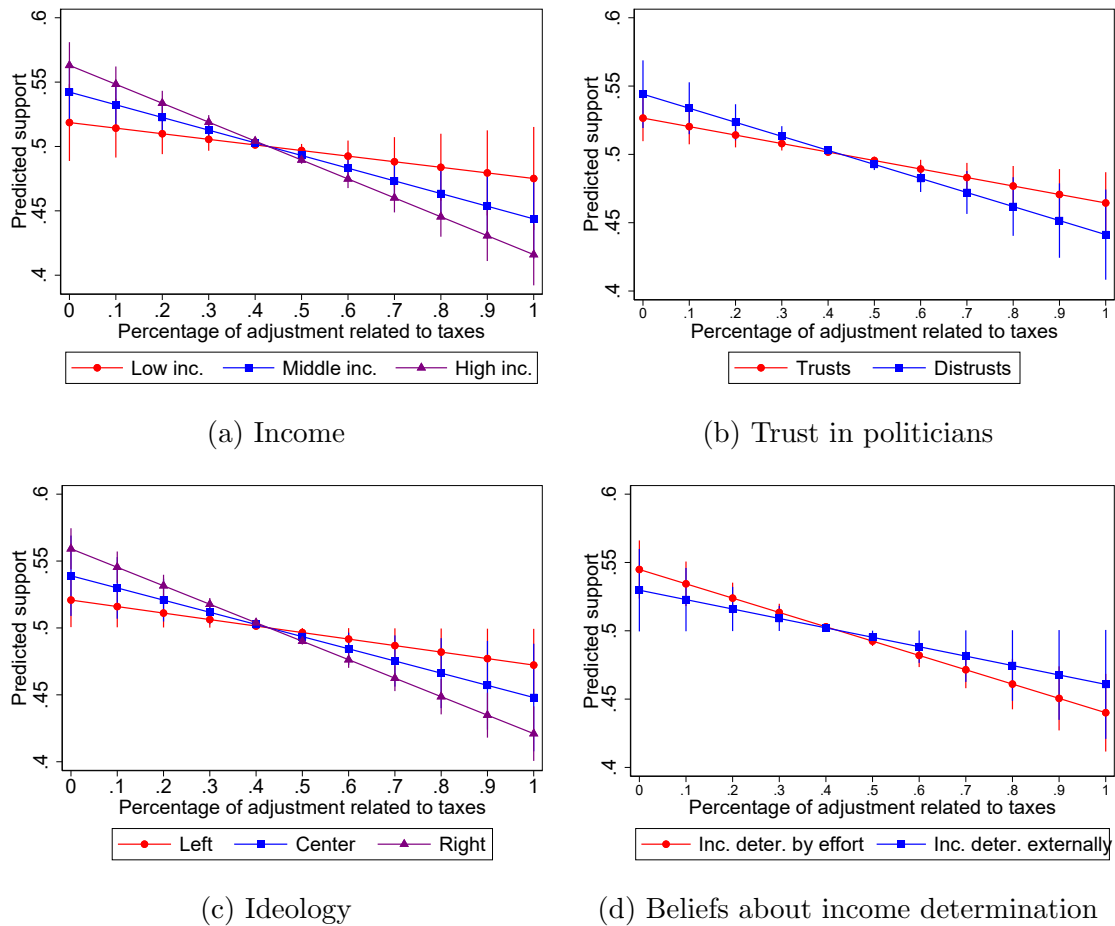 Predicted support
.6
.55
.5
.45
.4
0 .1 .2 .3 .4 .5 .6 .7 .8 .9 1
Percentage of adjustment related to taxes
Low inc. Middle inc. High inc.
(a) Income
Predicted support
.6
.55
.5
.45
.4
0 .1 .2 .3 .4 .5 .6 .7 .8 .9 1
Percentage of adjustment related to taxes
Trusts Distrusts
(b) Trust in politicians
Predicted support
.6
.55
.5
.45
.4
0 .1 .2 .3 .4 .5 .6 .7 .8 .9 1
Percentage of adjustment related to taxes
Left Center Right
(c) Ideology
Predicted support
.6
.55
.5
.45
.4
0 .1 .2 .3 .4 .5 .6 .7 .8 .9 1
Percentage of adjustment related to taxes
Inc. deter. by effort Inc. deter. externally
(d) Beliefs about income determination